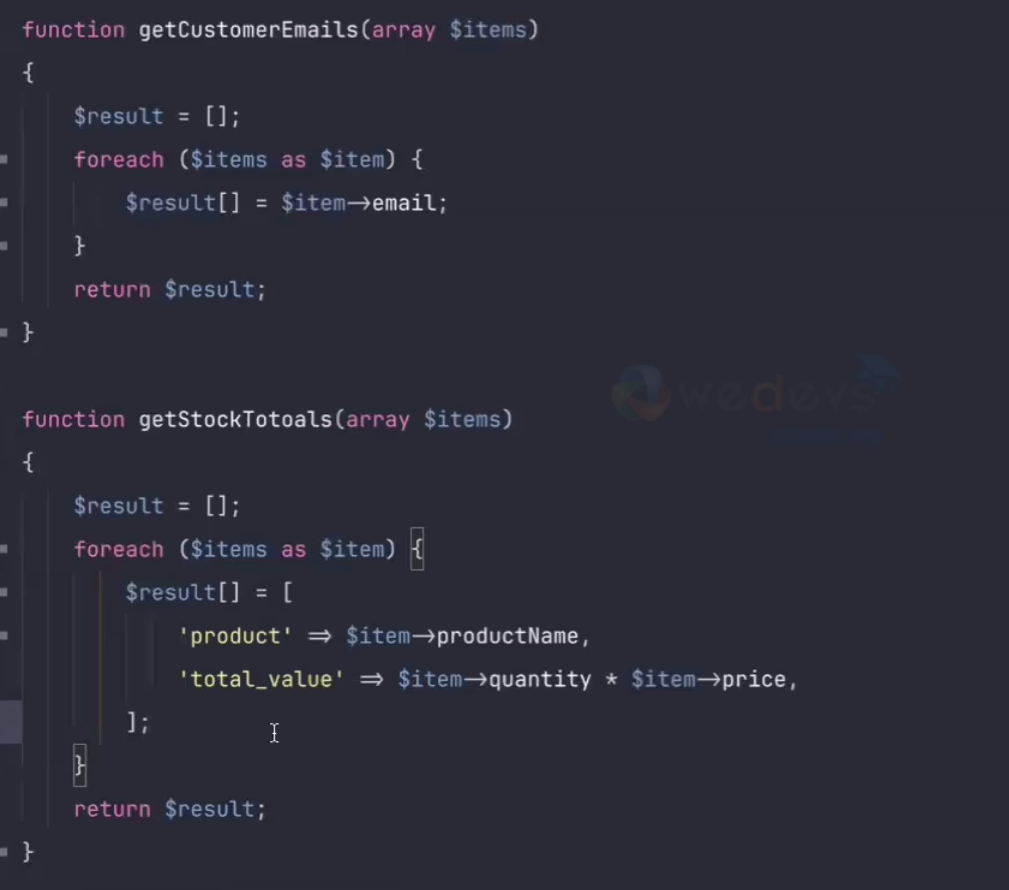 function getCustomerEmails(array $items)
{
    $result = [];
    foreach ($items as $item) {
        $result[] = $item->email;
    }
    return $result;
}
wedevs
function getStockTotoals(array $items)
{
    $result = [];
    foreach ($items as $item) {
        $result[] = [
            'product' => $item->productName,
            'total_value' => $item->quantity * $item->price,
        ];
    }
    return $result;
}